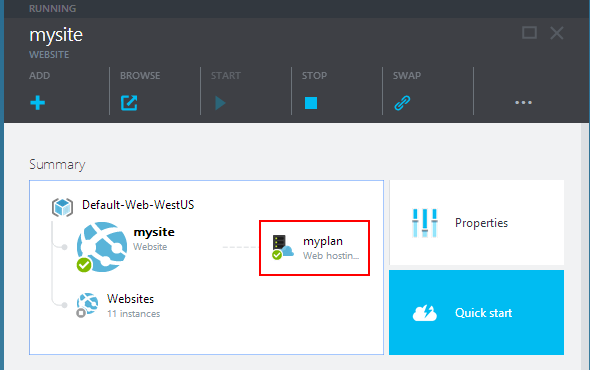 RUNNING
mysite
WEBSITE
ADD
BROWSE
START
STOP
SWAP
...
Summary
Default-Web-WestUS
mysite
Website
myplan
Web hostin...
Websites
11 instances
Properties
Quick start